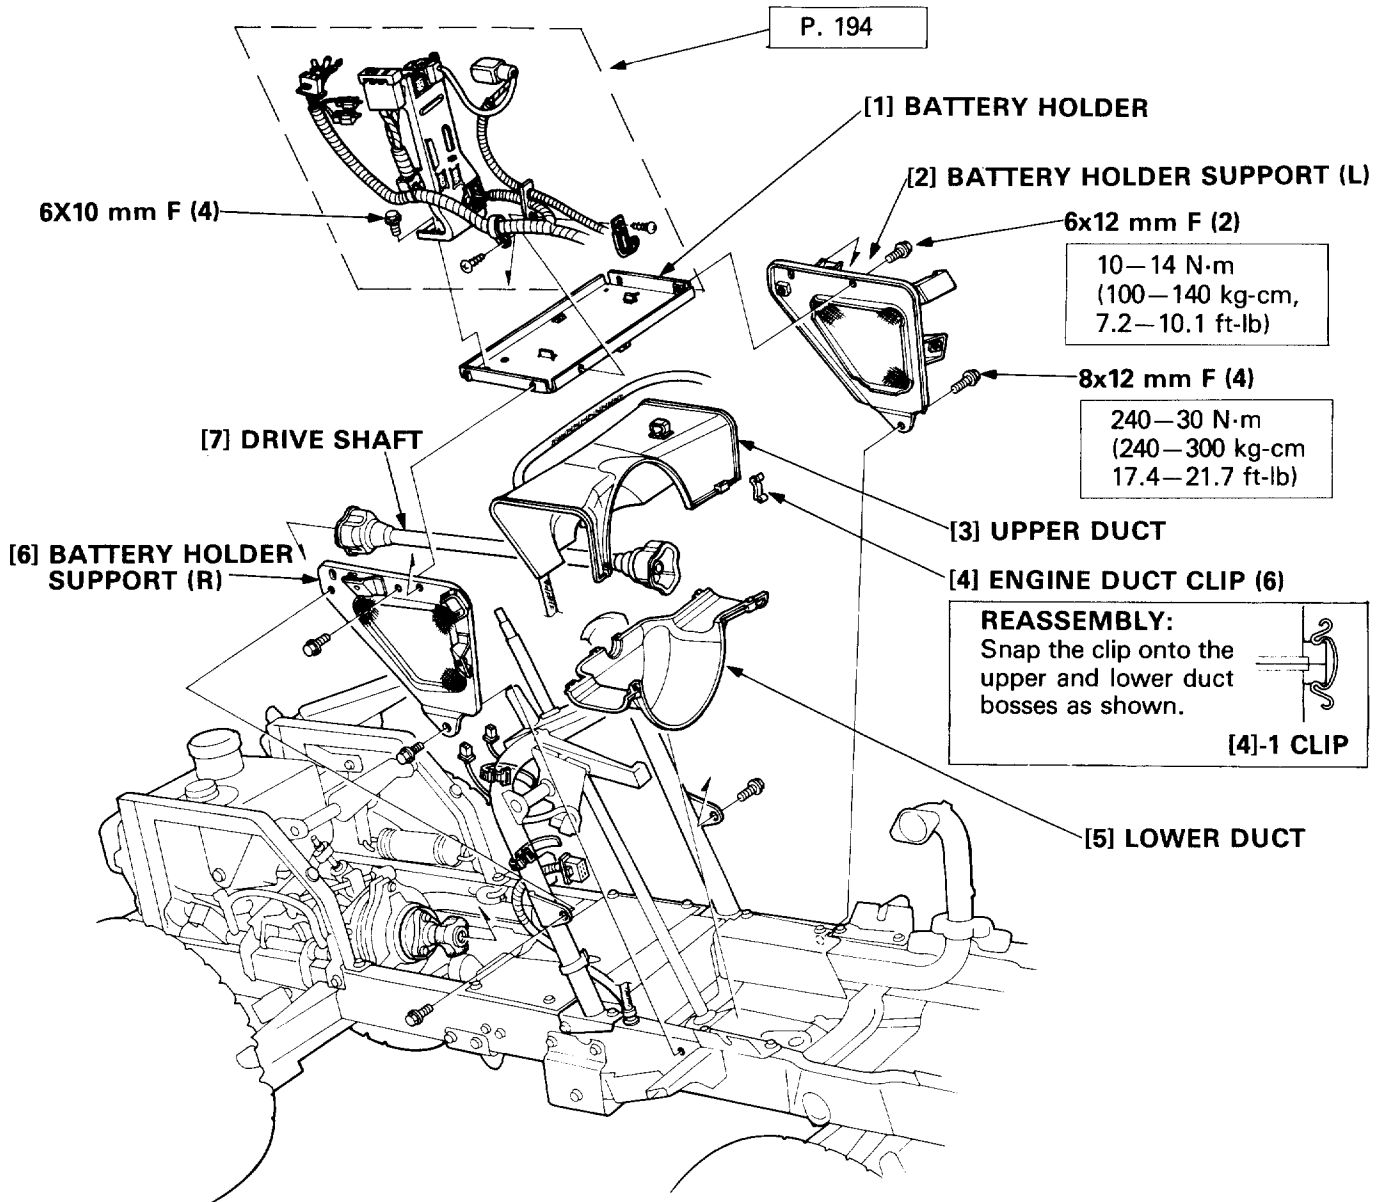 P. 194
[1] BATTERY HOLDER
[2] BATTERY HOLDER SUPPORT (L)
6X10 mm F (4)
6x12 mm F (2)
10—14 N·m
(100—140 kg-cm,
7.2—10.1 ft-lb)
8x12 mm F (4)
240—30 N·m
(240—300 kg-cm
17.4—21.7 ft-lb)
[7] DRIVE SHAFT
[3] UPPER DUCT
[6] BATTERY HOLDER
SUPPORT (R)
[4] ENGINE DUCT CLIP (6)
REASSEMBLY:
Snap the clip onto the
upper and lower duct
bosses as shown.
[4]-1 CLIP
[5] LOWER DUCT